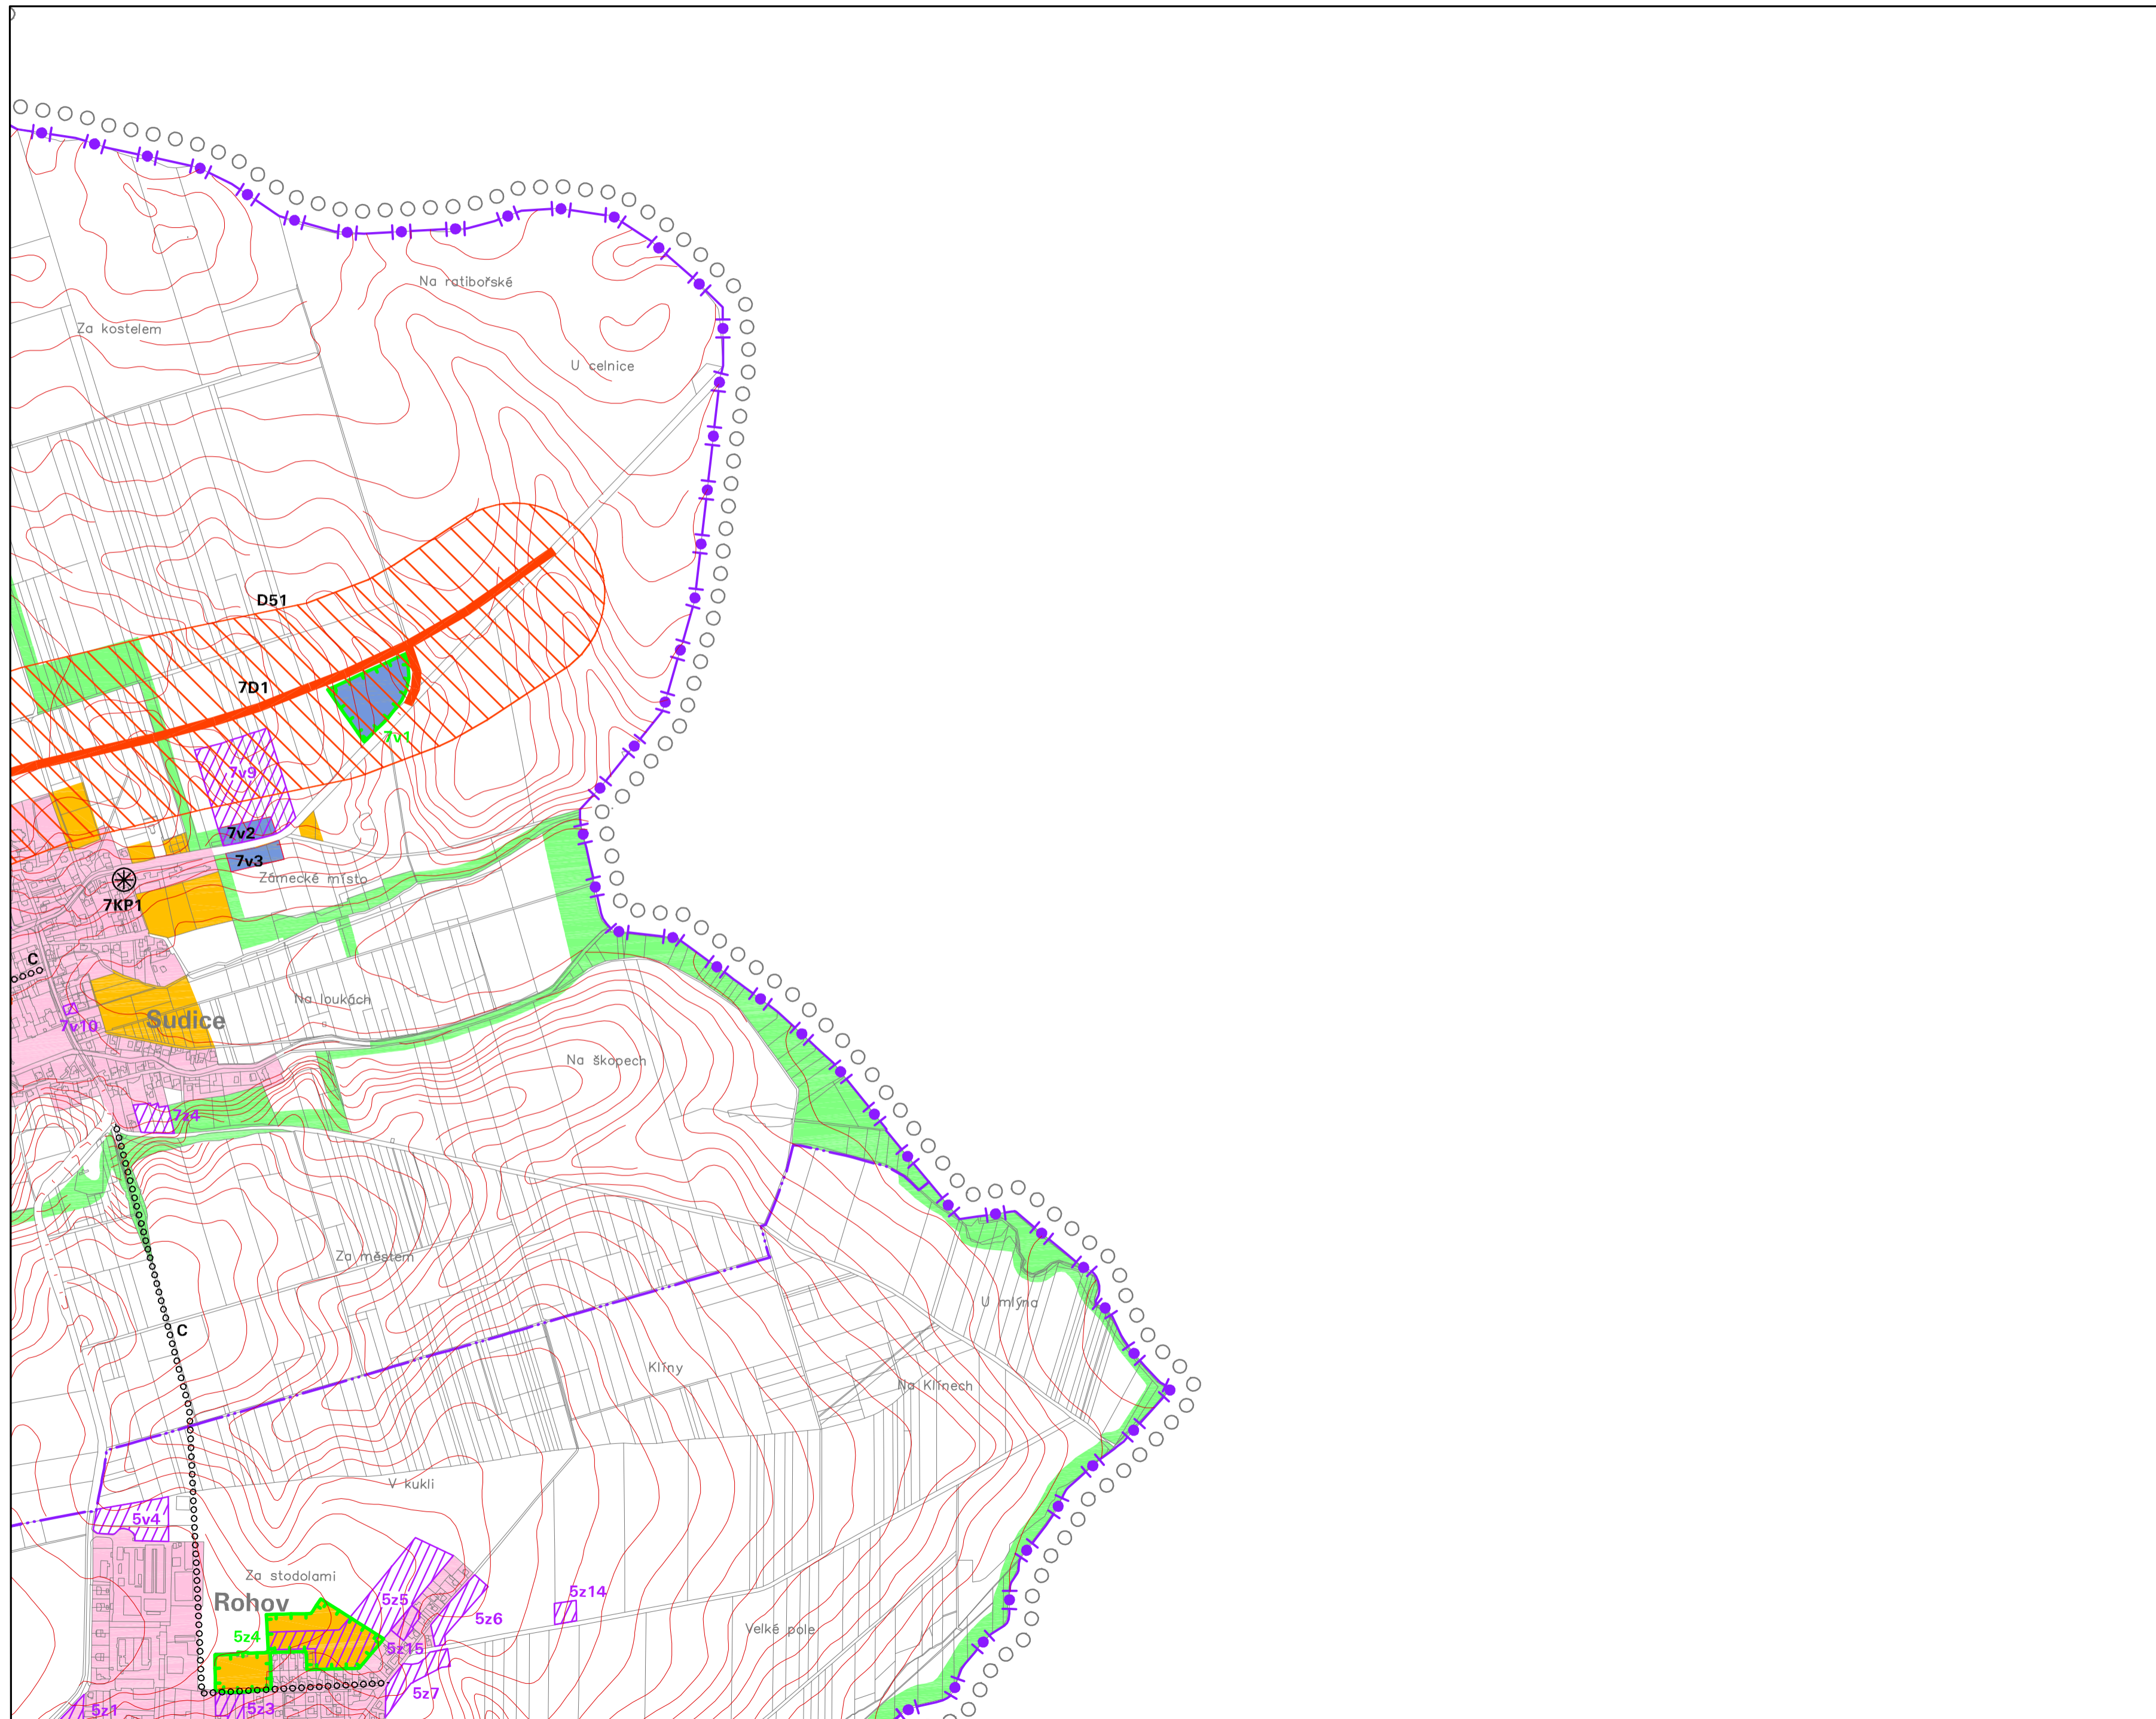 Na ratibořské
Za kostelem
U celnice
D51
7D1
7v1
7v9
7v2
7v3
Zámecké místo
7KP1
C
Na loukách
Sudice
7v10
Na škopech
7z4
Za městem
U mlýna
C
Klíny
Na Klínech
V kukli
5v4
Za stodolami
Rohov
5z5
5z14
5z6
Velké pole
5z4
5z15
5z7
5z1
5z3